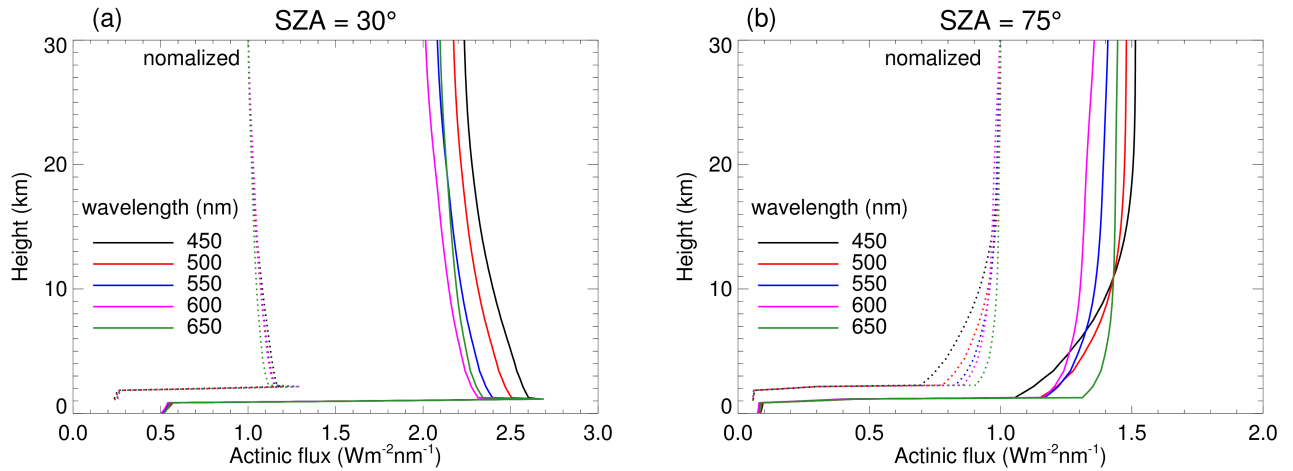 (a) SZA = 30°
nomalized
30
20
10
0
Height (km)
wavelength (nm)
450
500
550
600
650
0.0 0.5 1.0 1.5 2.0 2.5 3.0
Actinic flux (Wm⁻²nm⁻¹)
(b) SZA = 75°
nomalized
30
20
10
0
Height (km)
wavelength (nm)
450
500
550
600
650
0.0 0.5 1.0 1.5 2.0
Actinic flux (Wm⁻²nm⁻¹)